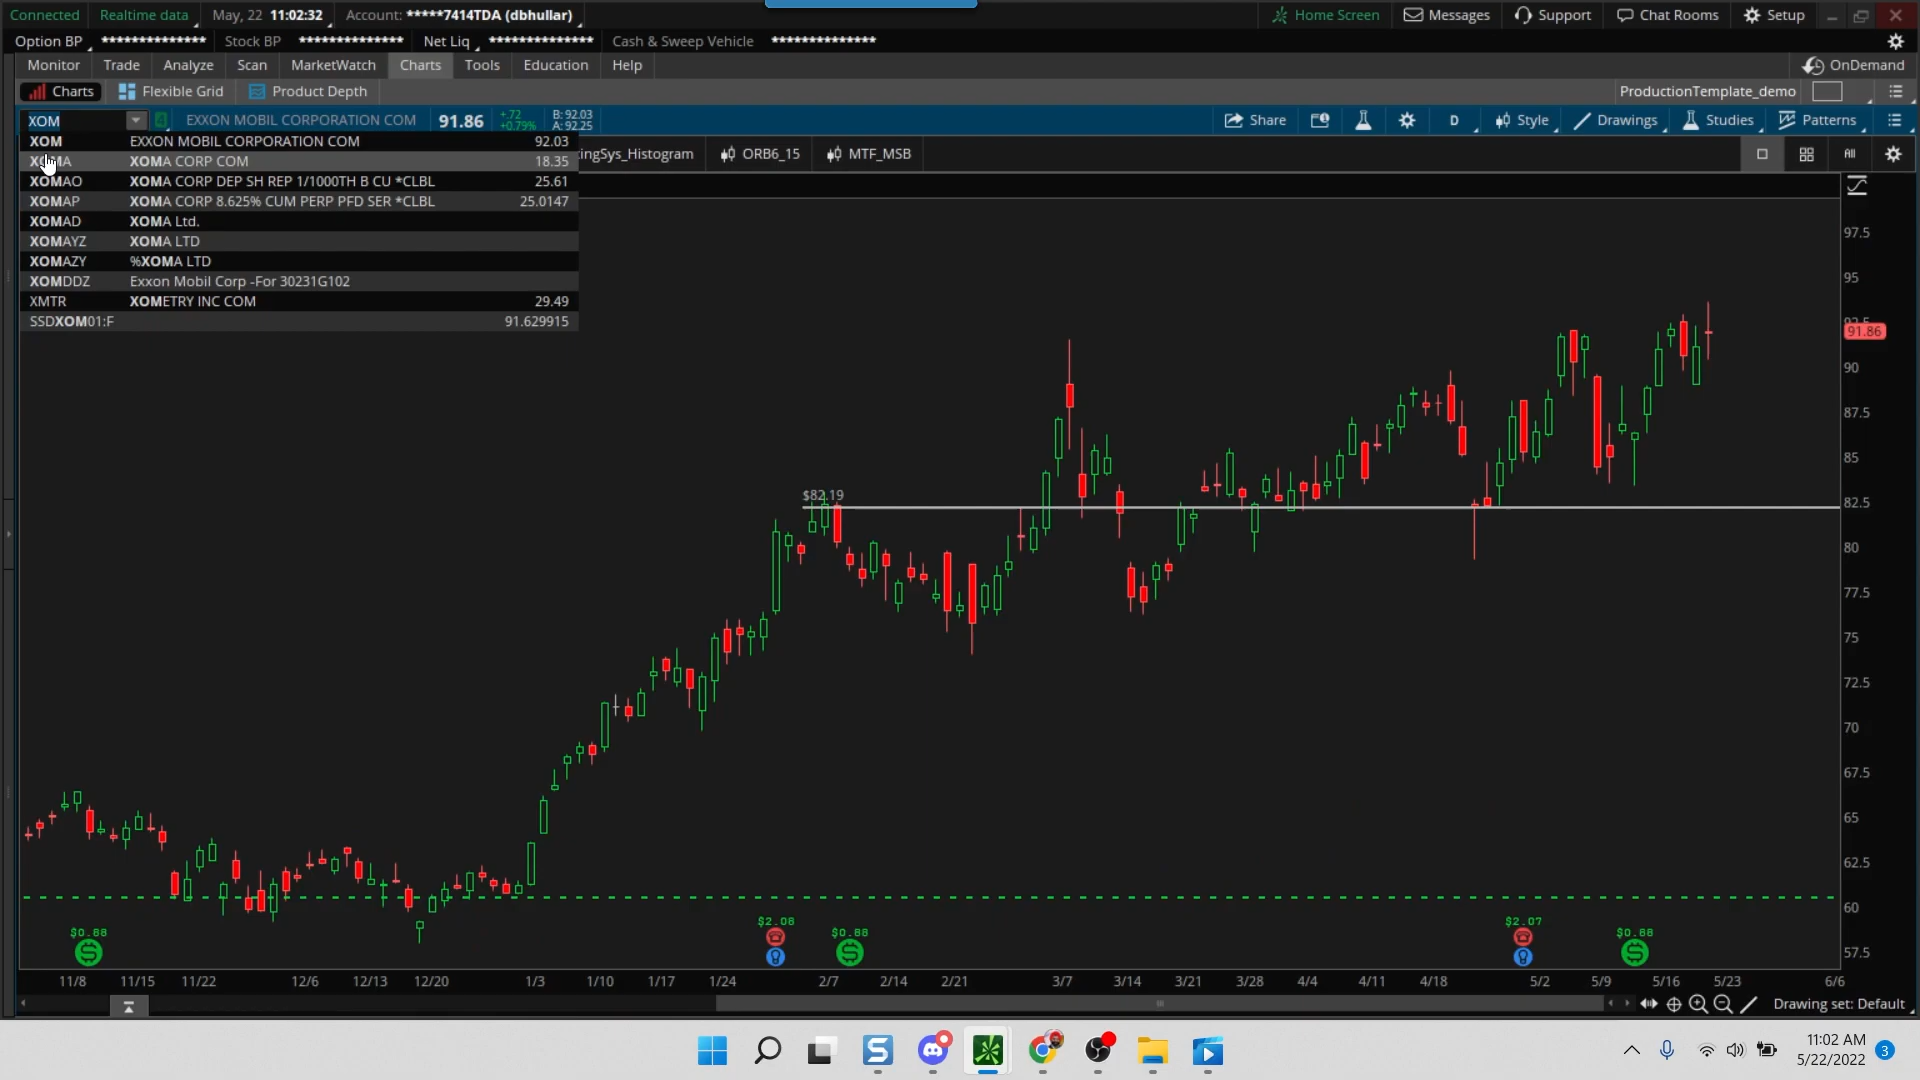 Connected Realtime data May, 22 11:02:32 Account: *****7414TDA (dbhullar) Home Screen Messages Support Chat Rooms Setup
Option BP ************** Stock BP ************** Net Liq ************** Cash & Sweep Vehicle **************
Monitor Trade Analyze Scan MarketWatch Charts Tools Education Help OnDemand
Charts Flexible Grid Product Depth ProductionTemplate_demo
XOM EXXON MOBIL CORPORATION COM 91.86 +.72 +0.79% B: 92.03 A: 92.25 Share D Style Drawings Studies Patterns
XOM EXXON MOBIL CORPORATION COM 92.03
XOMA XOMA CORP COM 18.35
XOMAO XOMA CORP DEP SH REP 1/1000TH B CU *CLBL 25.61
XOMAP XOMA CORP 8.625% CUM PERP PFD SER *CLBL 25.0147
XOMAD XOMA Ltd.
XOMAYZ XOMA LTD
XOMAZY %XOMA LTD
XOMDDZ Exxon Mobil Corp -For 30231G102
XMTR XOMETRY INC COM 29.49
SSDXOM01:F 91.629915
ingSys_Histogram ORB6_15 MTF_MSB All
97.5
95
91.86
90
87.5
85
$82.19
82.5
80
77.5
75
72.5
70
67.5
65
62.5
60
57.5
$0.88 $2.08 $0.88 $2.07 $0.88
11/8 11/15 11/22 12/6 12/13 12/20 1/3 1/10 1/17 1/24 2/7 2/14 2/21 3/7 3/14 3/21 3/28 4/4 4/11 4/18 5/2 5/9 5/16 5/23 6/6
Drawing set: Default
11:02 AM
5/22/2022
3